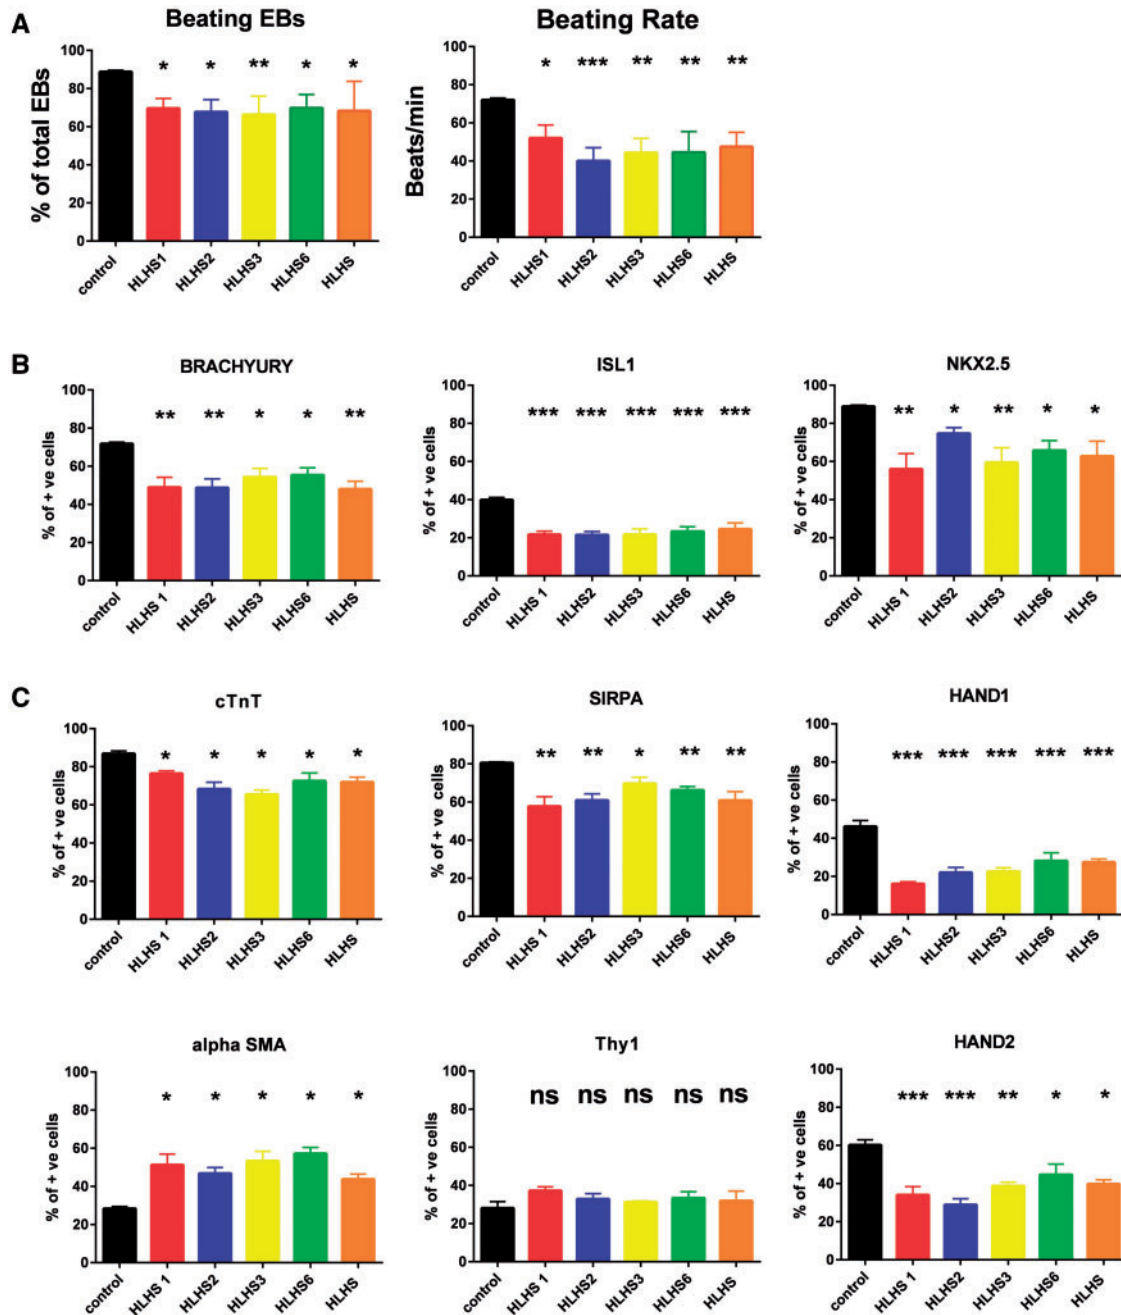 A
Beating EBs
% of total EBs
100
80
60
40
20
0
* * ** * *
control HLHS1 HLHS2 HLHS3 HLHS6 HLHS
Beating Rate
Beats/min
100
80
60
40
20
0
* *** ** ** **
control HLHS1 HLHS2 HLHS3 HLHS6 HLHS
B
BRACHYURY
% of + ve cells
100
80
60
40
20
0
** ** * * **
control HLHS 1 HLHS2 HLHS3 HLHS6 HLHS
ISL1
% of + ve cells
100
80
60
40
20
0
*** *** *** *** ***
control HLHS 1 HLHS2 HLHS3 HLHS6 HLHS
NKX2.5
% of + ve cells
100
80
60
40
20
0
** * ** * *
control HLHS 1 HLHS2 HLHS3 HLHS6 HLHS
C
cTnT
% of + ve cells
100
80
60
40
20
0
* * * * *
control HLHS 1 HLHS2 HLHS3 HLHS6 HLHS
SIRPA
% of + ve cells
100
80
60
40
20
0
** ** * ** **
control HLHS 1 HLHS2 HLHS3 HLHS6 HLHS
HAND1
% of + ve cells
100
80
60
40
20
0
*** *** *** *** ***
control HLHS 1 HLHS2 HLHS3 HLHS6 HLHS
alpha SMA
% of + ve cells
100
80
60
40
20
0
* * * * *
control HLHS 1 HLHS2 HLHS3 HLHS6 HLHS
Thy1
% of + ve cells
100
80
60
40
20
0
ns ns ns ns ns
control HLHS 1 HLHS2 HLHS3 HLHS6 HLHS
HAND2
% of + ve cells
100
80
60
40
20
0
*** *** ** * *
control HLHS 1 HLHS2 HLHS3 HLHS6 HLHS